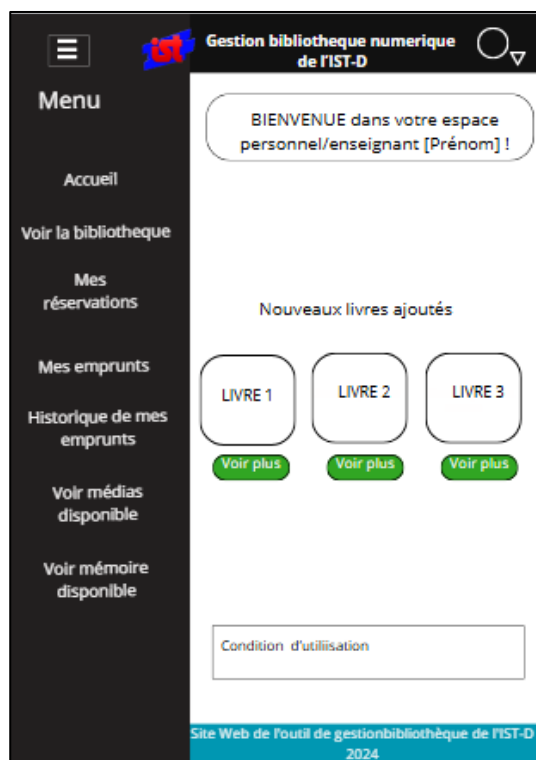 ist
Gestion bibliotheque numerique
de l'IST-D
Menu
BIENVENUE dans votre espace
personnel/enseignant [Prénom] !
Accueil
Voir la bibliotheque
Mes
réservations
Mes emprunts
Historique de mes
emprunts
Voir médias
disponible
Voir mémoire
disponible
Nouveaux livres ajoutés
LIVRE 1
LIVRE 2
LIVRE 3
Voir plus
Voir plus
Voir plus
Condition d'utiliisation
Site Web de l'outil de gestionbibliothèque de l'IST-D
2024